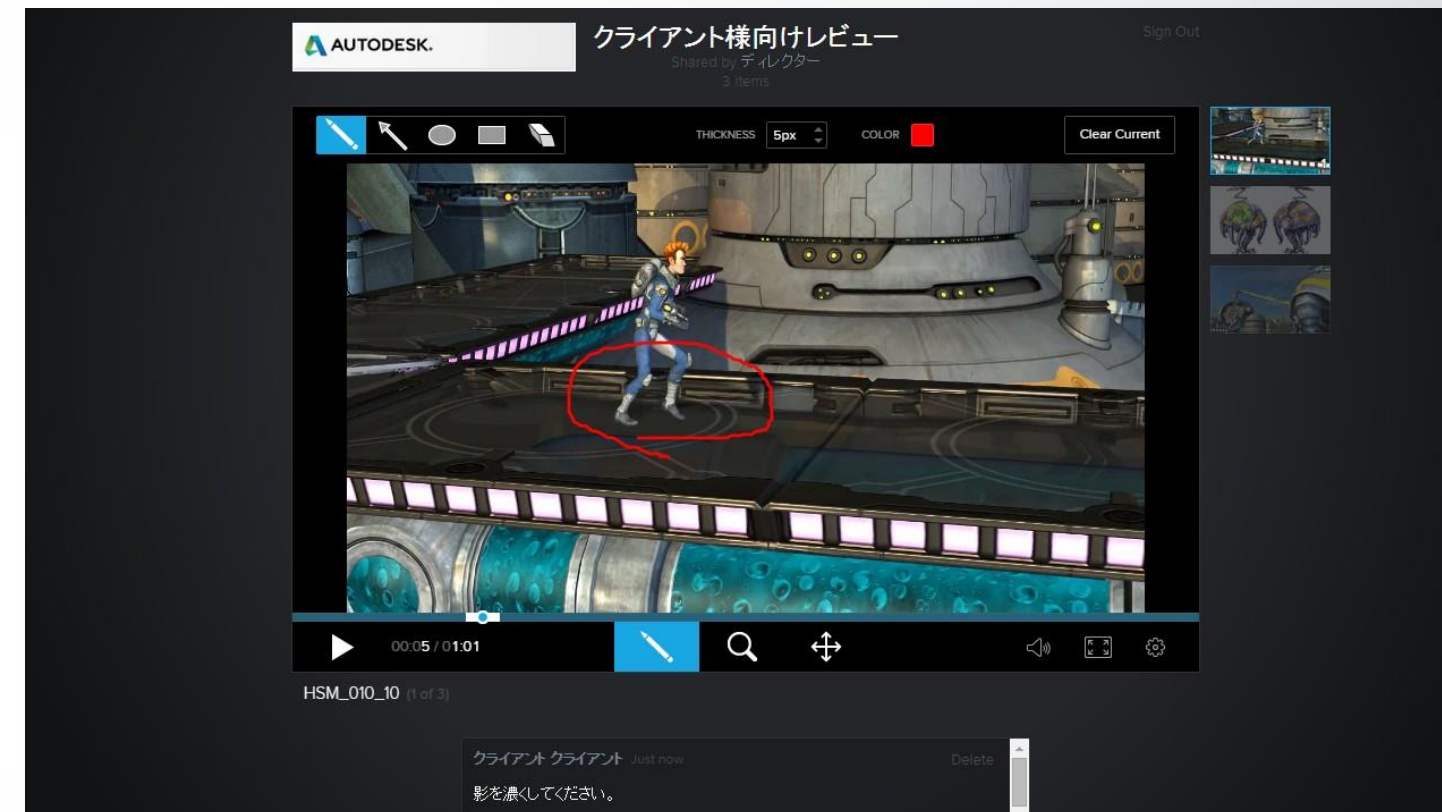 AUTODESK.
クライアント様向けレビュー
Sign Out
Shared by ディレクター
3 items
THICKNESS 5px COLOR Clear Current
00:05 / 01:01
HSM_010_10 (1 of 3)
クライアント クライアント Just now Delete
影を濃くしてください。